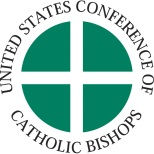 UNITED STATES CONFERENCE OF
CATHOLIC BISHOPS